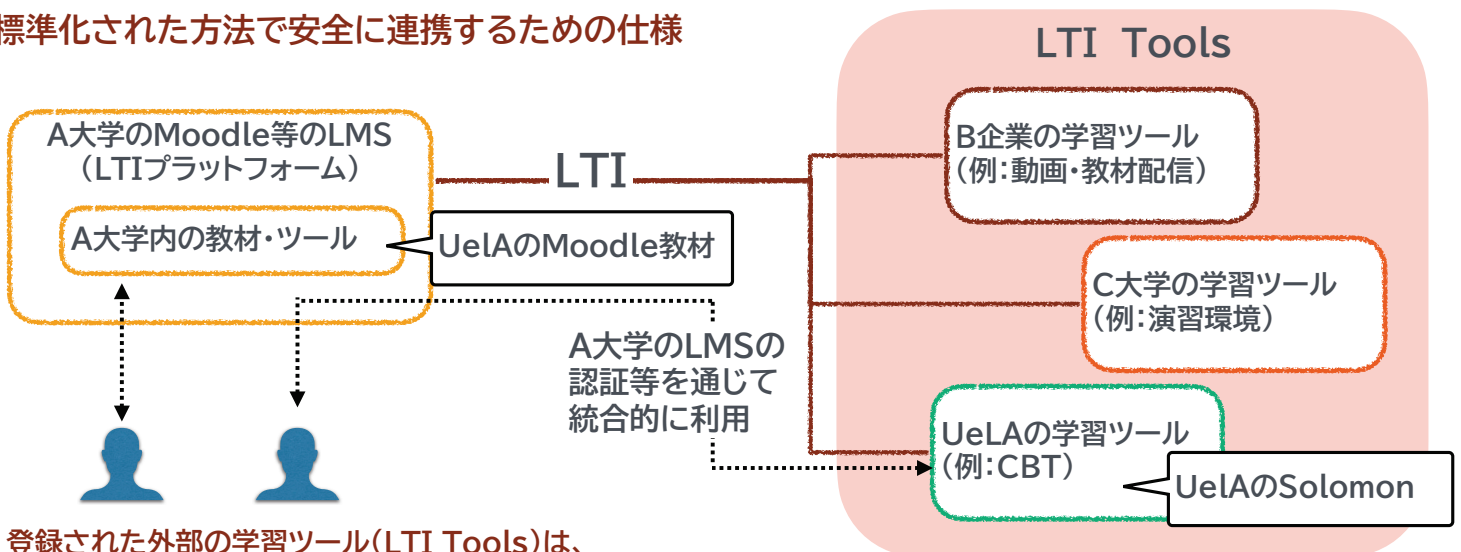 標準化された方法で安全に連携するための仕様
LTI Tools
A大学のMoodle等のLMS
(LTIプラットフォーム)
A大学内の教材・ツール
UelAのMoodle教材
LTI
B企業の学習ツール
(例:動画・教材配信)
C大学の学習ツール
(例:演習環境)
A大学のLMSの
認証等を通じて
統合的に利用
UeLAの学習ツール
(例:CBT)
UelAのSolomon
登録された外部の学習ツール(LTI Tools)は、